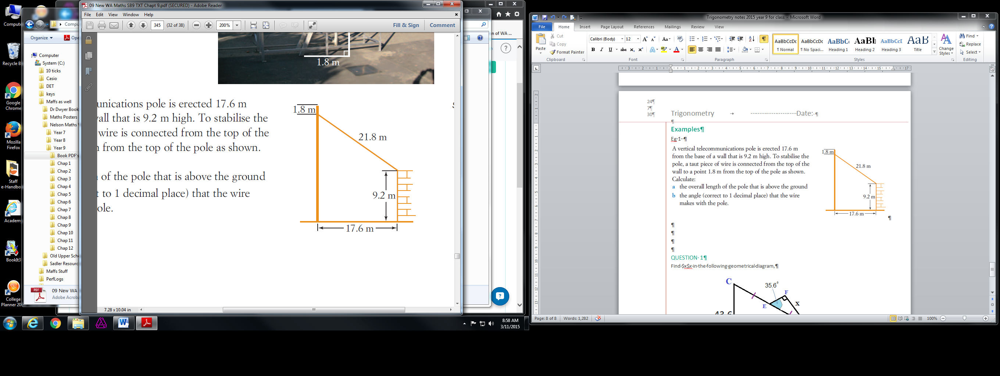 Compute
Recycle B
Google
Chrome
Mozilla
Firefox
Staff
e-Handbo
Academ
BookIt3
College
Planner 20
Compu
Organize
Ope
Computer
System (C:)
10 ticks
Casio
DET
keys
Maffs as well
Dr Dwyer Book
Maths Posters
Nelson Maths
Year 7
Year 8
Year 9
Book PDF's
Chap 1
Chap 2
Chap 3
Chap 4
Chap 5
Chap 6
Chap 7
Chap 8
Chap 9
Chap 10
Chap 11
Chap 12
Old Upper Sch
Sadler Resourc
Maffs Stuff
PerfLogs
PDF
09 New WA
Adobe Acroba
09 New WA Maths SB9 TXT Chapt 9.pdf (SECURED) - Adobe Reader
File Edit View Window Help
345 (32 of 38) 200% Fill & Sign Comment
1.8 m
unications pole is erected 17.6 m
vall that is 9.2 m high. To stabilise the
wire is connected from the top of the
n from the top of the pole as shown.
of the pole that is above the ground
t to 1 decimal place) that the wire
ole.
1.8 m
21.8 m
9.2 m
17.6 m
7.28 x 10.04 in
n of WA ...
8:58 AM
3/11/2015
Trigonometry notes 2015 year 9 for class - Microsoft Word
File Home Insert Page Layout References Mailings Review View
Paste
Cut
Copy
Format Painter
Clipboard
Calibri (Body) 12
Font
Paragraph
AaBbCcDc AaBbCcDc AaBbC AaBb AaBbCcI AaB
¶ Normal ¶ No Spaci... Heading 1 Heading 2 Heading 3 Title
Change
Styles
Styles
Find
Replace
Select
Editing
24¶
7¶
30¶
Trigonometry → Date: ¶
¶
Examples¶
Eg·1··¶
A vertical telecommunications pole is erected 17.6 m
from the base of a wall that is 9.2 m high. To stabilise the
pole, a taut piece of wire is connected from the top of the
wall to a point 1.8 m from the top of the pole as shown.
Calculate:
a the overall length of the pole that is above the ground
b the angle (correct to 1 decimal place) that the wire
makes with the pole.
1.8 m
21.8 m
9.2 m
17.6 m
¶
¶
¶
¶
¶
QUESTION· 1¶
Find·$x$x·in·the·following·geometrical·diagram,¶
C
35.6°
F
E
X
43.6
Page: 8 of 8 Words: 1,282 100%